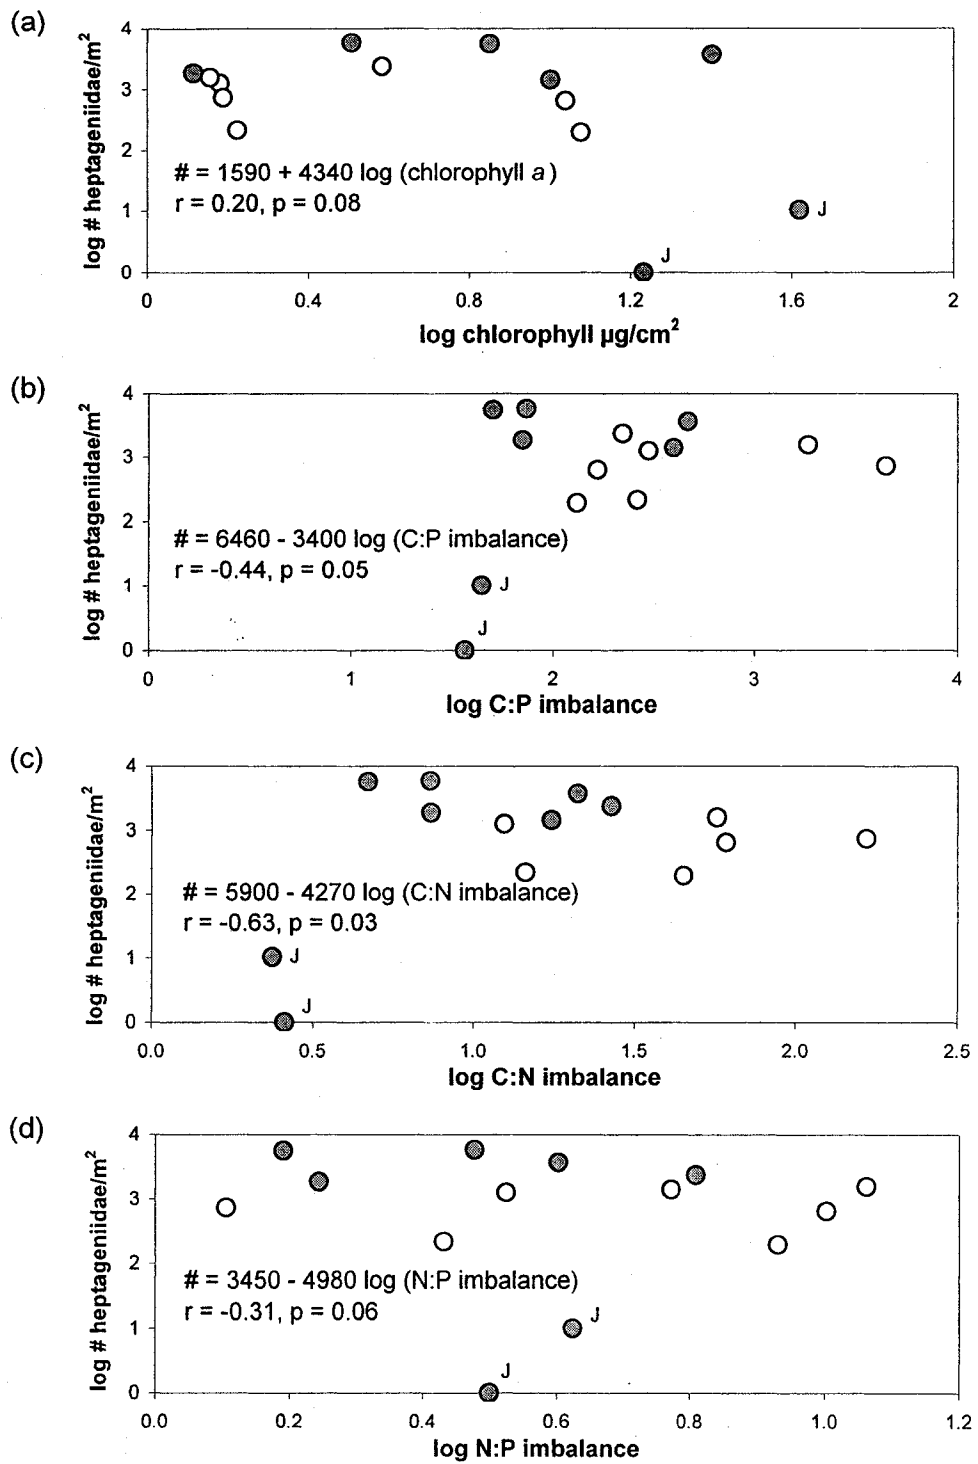 (a)
log # heptageniidae/m²
4
3
2
1
0
# = 1590 + 4340 log (chlorophyll a)
r = 0.20, p = 0.08
J
J
0 0.4 0.8 1.2 1.6 2
log chlorophyll µg/cm²
(b)
log # heptageniidae/m²
4
3
2
1
0
# = 6460 - 3400 log (C:P imbalance)
r = -0.44, p = 0.05
J
J
0 1 2 3 4
log C:P imbalance
(c)
log # heptageniidae/m²
4
3
2
1
0
# = 5900 - 4270 log (C:N imbalance)
r = -0.63, p = 0.03
J
J
0.0 0.5 1.0 1.5 2.0 2.5
log C:N imbalance
(d)
log # heptageniidae/m²
4
3
2
1
0
# = 3450 - 4980 log (N:P imbalance)
r = -0.31, p = 0.06
J
J
0.0 0.2 0.4 0.6 0.8 1.0 1.2
log N:P imbalance